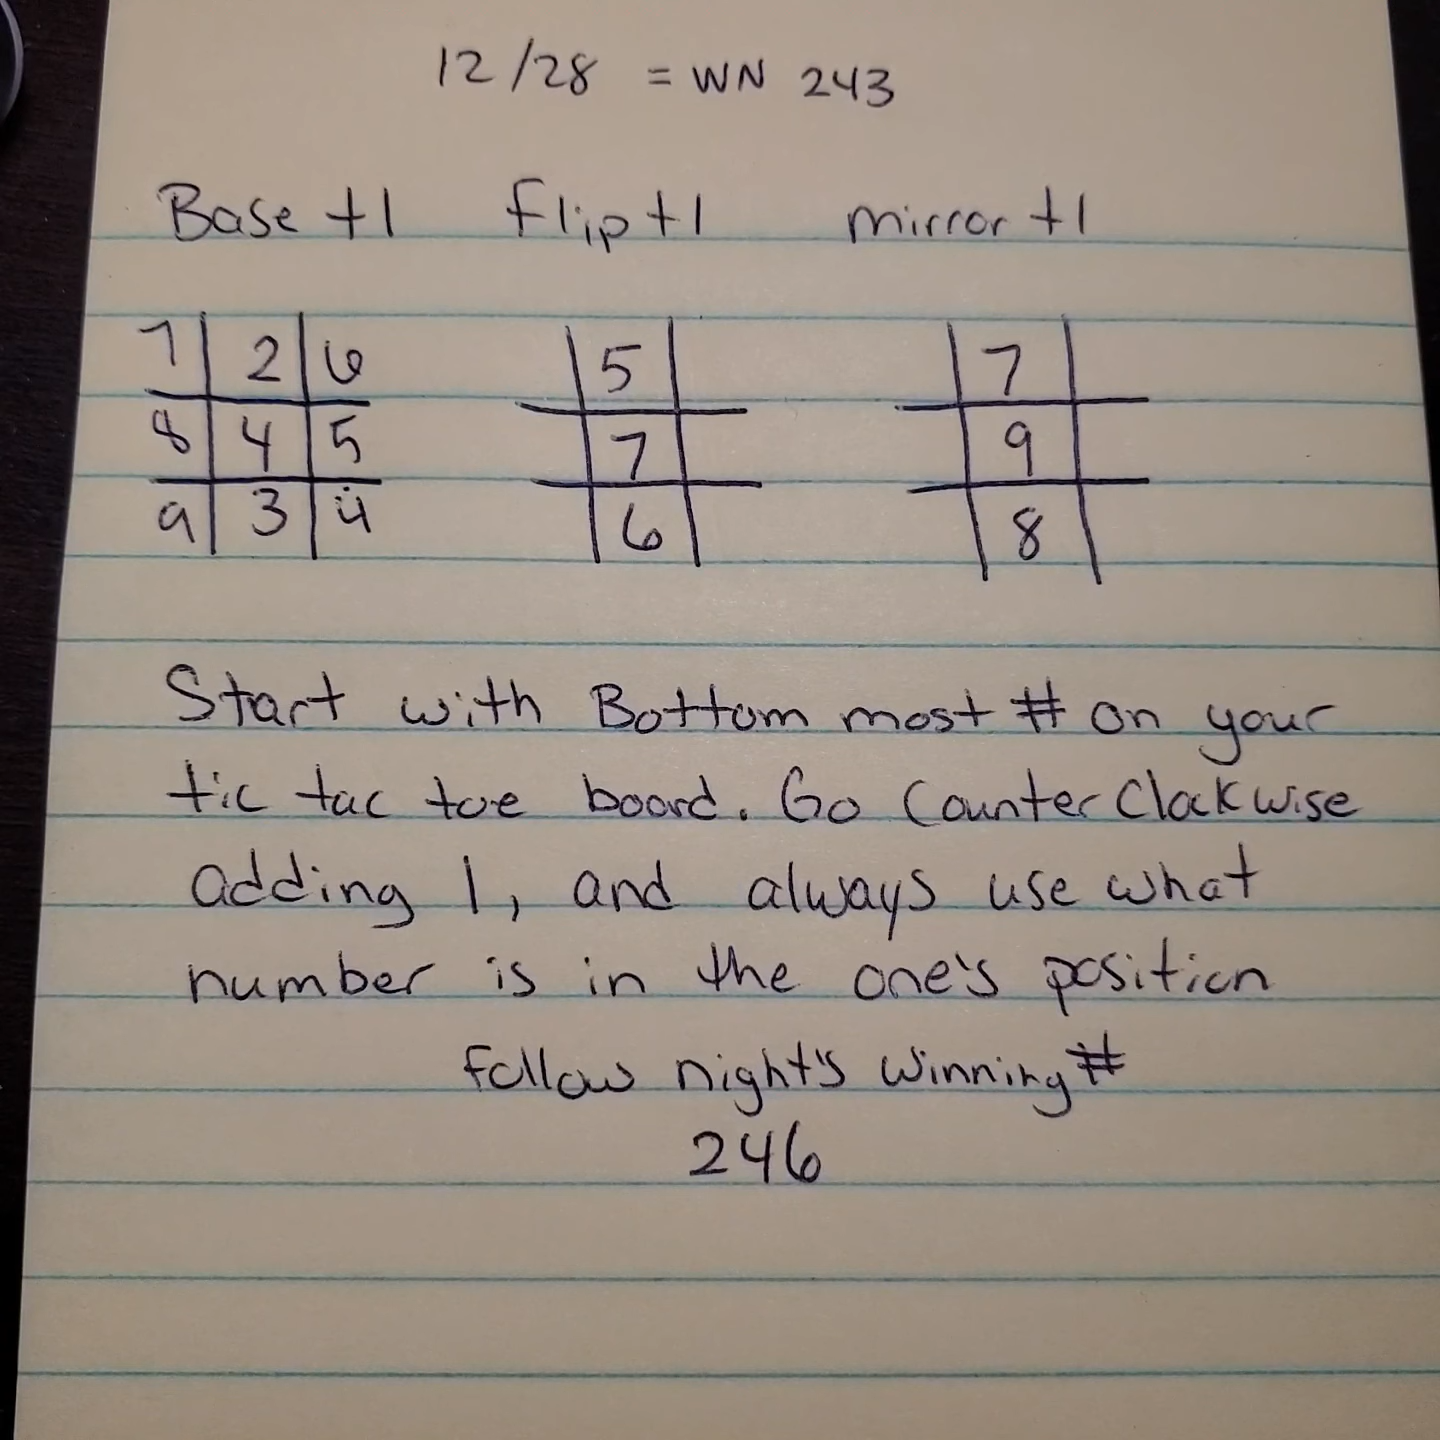 12/28 = WN 243
Base +1 flip +1 mirror +1
7 2 6 5 7
8 4 5 7 9
9 3 4 6 8
Start with Bottom most # on your
tic tac toe board. Go Counter Clockwise
adding 1, and always use what
number is in the one's position
follow night's winning #
246